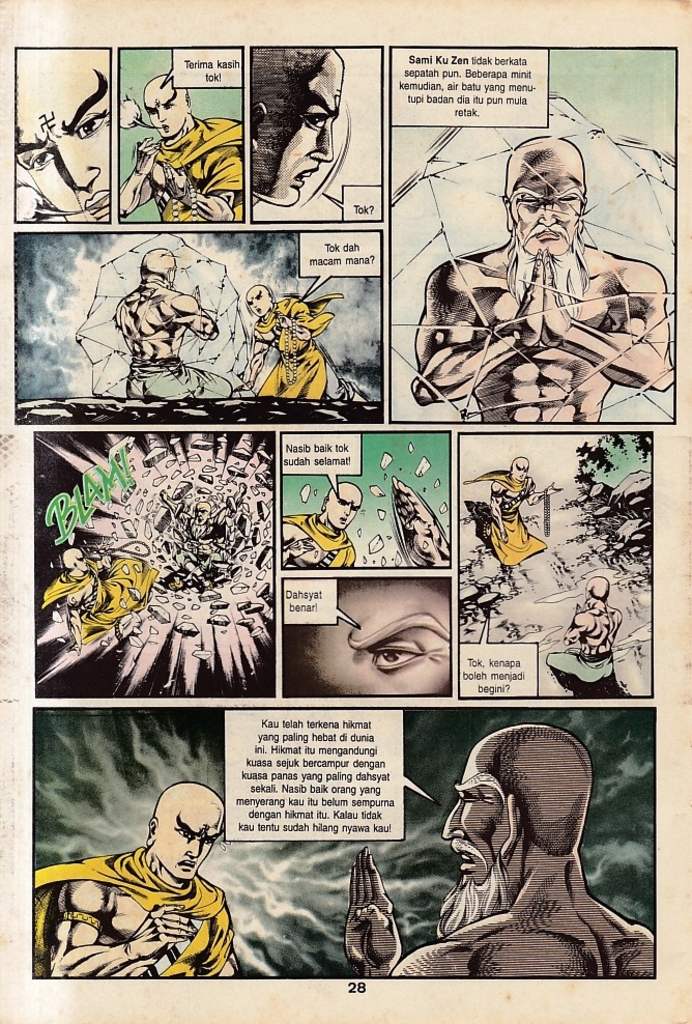 Terima kasih
tok!
Tok?
Sami Ku Zen tidak berkata
sepatah pun. Beberapa minit
kemudian, air batu yang menu-
tupi badan dia itu pun mula
retak.
Tok dah
macam mana?
BLAM!
Nasib baik tok
sudah selamat!
Dahsyat
benar!
Tok, kenapa
boleh menjadi
begini?
Kau telah terkena hikmat
yang paling hebat di dunia
ini. Hikmat itu mengandungi
kuasa sejuk bercampur dengan
kuasa panas yang paling dahsyat
sekali. Nasib baik orang yang
menyerang kau itu belum sempurna
dengan hikmat itu. Kalau tidak
kau tentu sudah hilang nyawa kau!
28